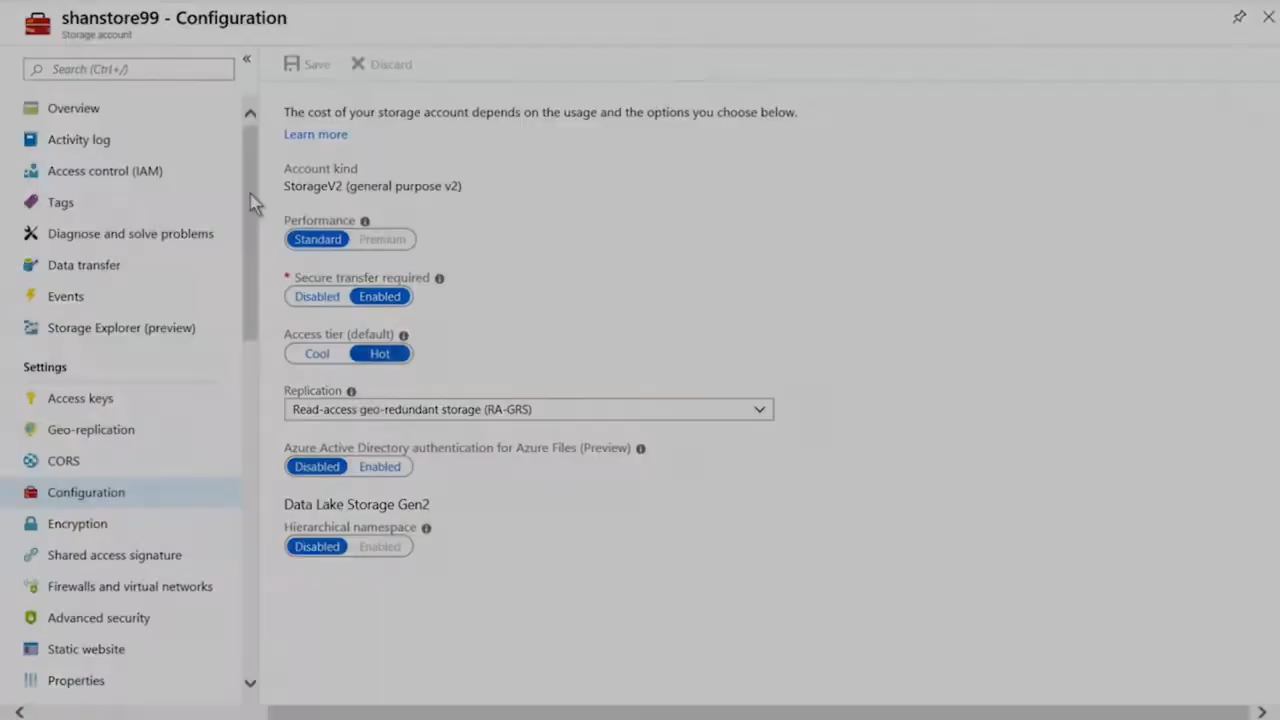 shanstore99 - Configuration
Storage account
Search (Ctrl+/)
Overview
Activity log
Access control (IAM)
Tags
Diagnose and solve problems
Data transfer
Events
Storage Explorer (preview)
Settings
Access keys
Geo-replication
CORS
Configuration
Encryption
Shared access signature
Firewalls and virtual networks
Advanced security
Static website
Properties
Save Discard
The cost of your storage account depends on the usage and the options you choose below.
Learn more
Account kind
StorageV2 (general purpose v2)
Performance
Standard Premium
* Secure transfer required
Disabled Enabled
Access tier (default)
Cool Hot
Replication
Read-access geo-redundant storage (RA-GRS)
Azure Active Directory authentication for Azure Files (Preview)
Disabled Enabled
Data Lake Storage Gen2
Hierarchical namespace
Disabled Enabled